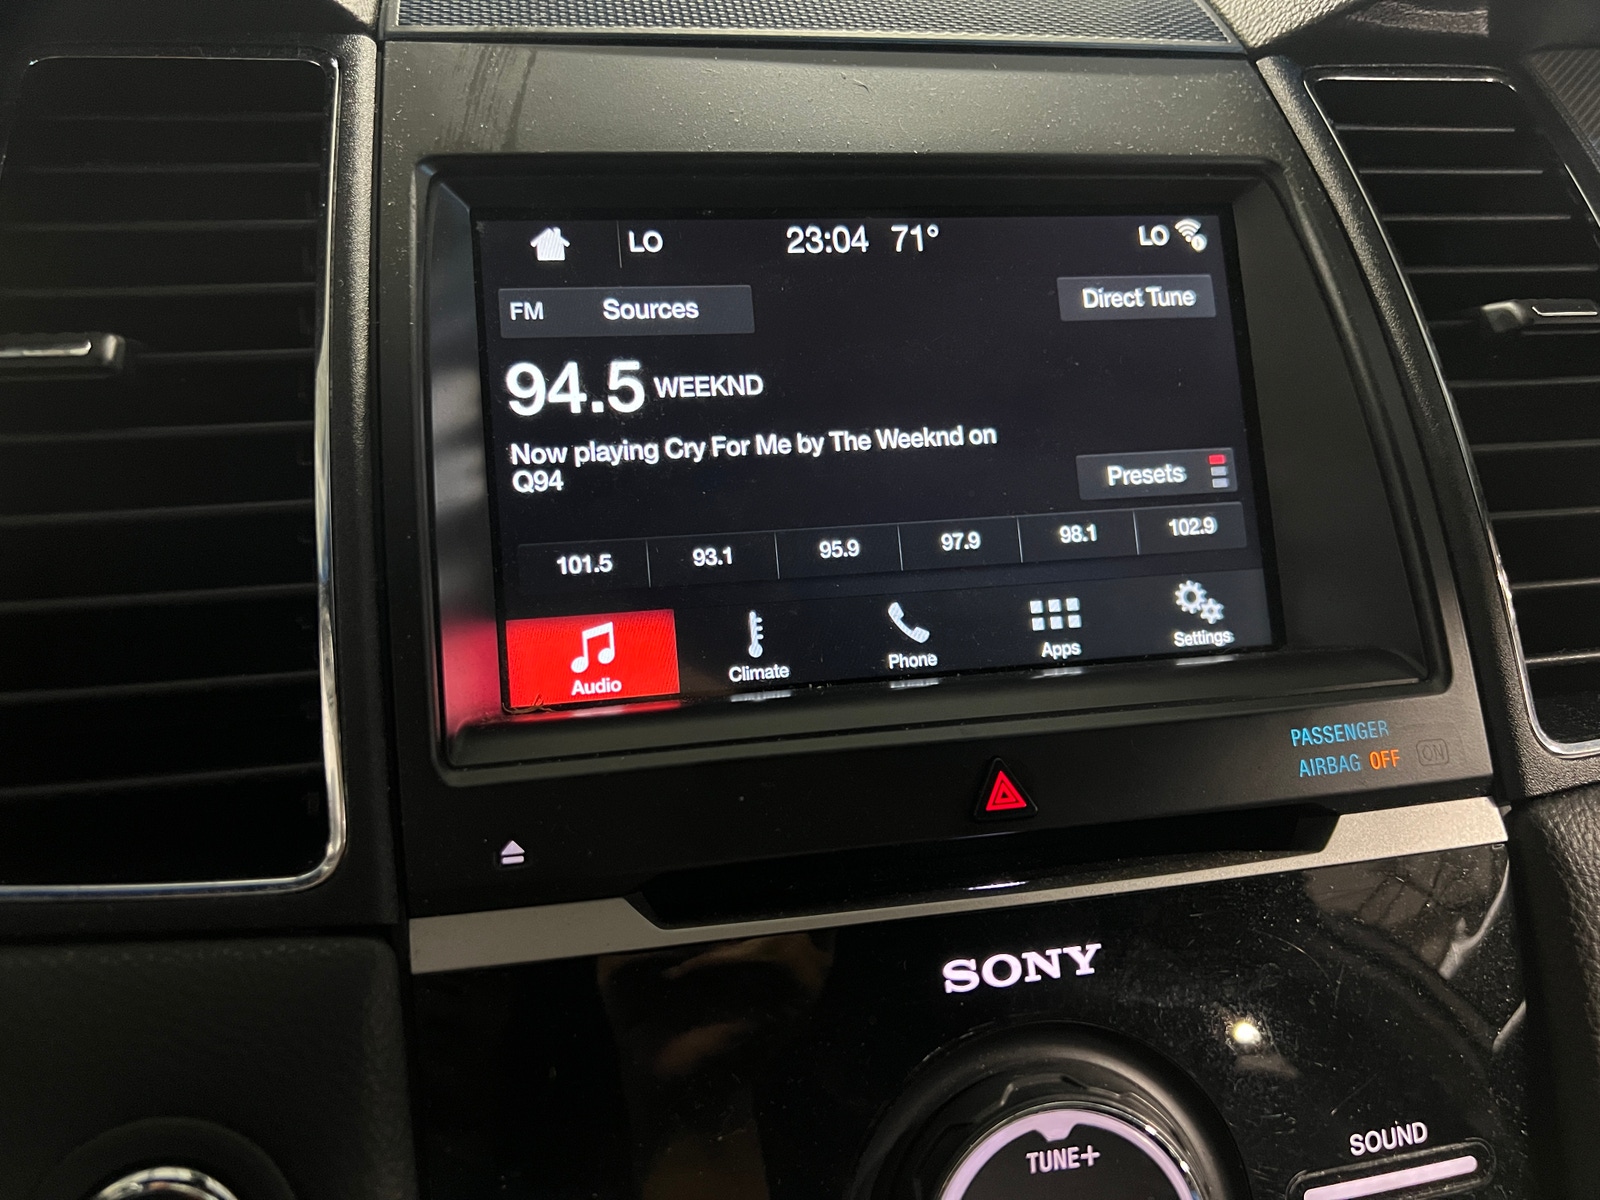 LO 23:04 71° LO
FM Sources Direct Tune
94.5 WEEKND
Now playing Cry For Me by The Weeknd on
Q94
Presets
101.5 93.1 95.9 97.9 98.1 102.9
Audio Climate Phone Apps Settings
PASSENGER
AIRBAG OFF ON
SONY
SOUND
TUNE+